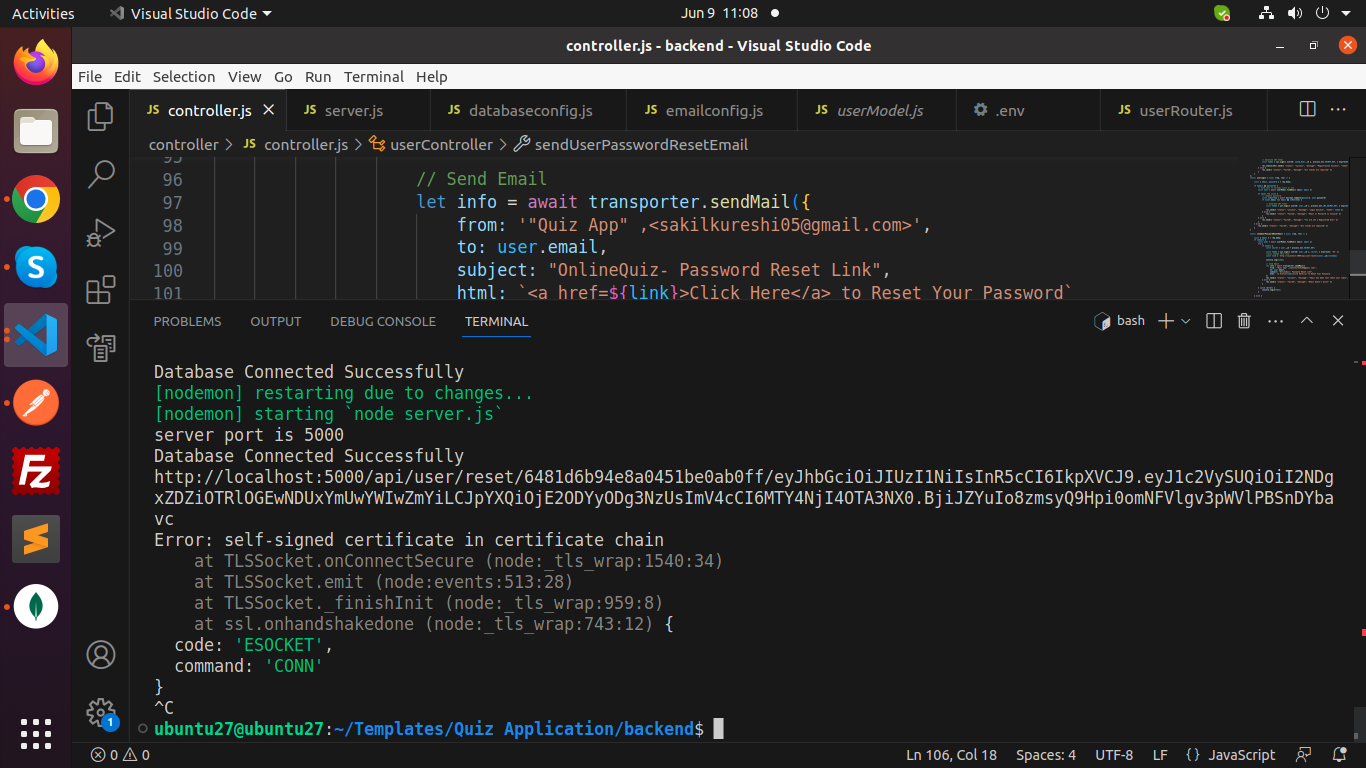 Activities
Visual Studio Code
Jun 9 11:08
controller.js - backend - Visual Studio Code
File Edit Selection View Go Run Terminal Help
JS controller.js
JS server.js
JS databaseconfig.js
JS emailconfig.js
JS userModel.js
.env
JS userRouter.js
controller > JS controller.js > userController > sendUserPasswordResetEmail
95
96 // Send Email
97 let info = await transporter.sendMail({
98 from: '"Quiz App" ,<sakilkureshi05@gmail.com>',
99 to: user.email,
100 subject: "OnlineQuiz- Password Reset Link",
101 html: `<a href=${link}>Click Here</a> to Reset Your Password`
PROBLEMS OUTPUT DEBUG CONSOLE TERMINAL
bash
Database Connected Successfully
[nodemon] restarting due to changes...
[nodemon] starting `node server.js`
server port is 5000
Database Connected Successfully
http://localhost:5000/api/user/reset/6481d6b94e8a0451be0ab0ff/eyJhbGciOiJIUzI1NiIsInR5cCI6IkpXVCJ9.eyJ1c2VySUQiOiI2NDg
xZDZiOTRlOGEwNDUxYmUwYWIwZmYiLCJpYXQiOjE2ODYyODg3NzUsImV4cCI6MTY4NjI4OTA3NX0.BjiJZYuIo8zmsyQ9Hpi0omNFVlgv3pWVlPBSnDYba
vc
Error: self-signed certificate in certificate chain
at TLSSocket.onConnectSecure (node:_tls_wrap:1540:34)
at TLSSocket.emit (node:events:513:28)
at TLSSocket._finishInit (node:_tls_wrap:959:8)
at ssl.onhandshakedone (node:_tls_wrap:743:12) {
code: 'ESOCKET',
command: 'CONN'
}
^C
ubuntu27@ubuntu27:~/Templates/Quiz Application/backend$
1
0 0
Ln 106, Col 18 Spaces: 4 UTF-8 LF {} JavaScript